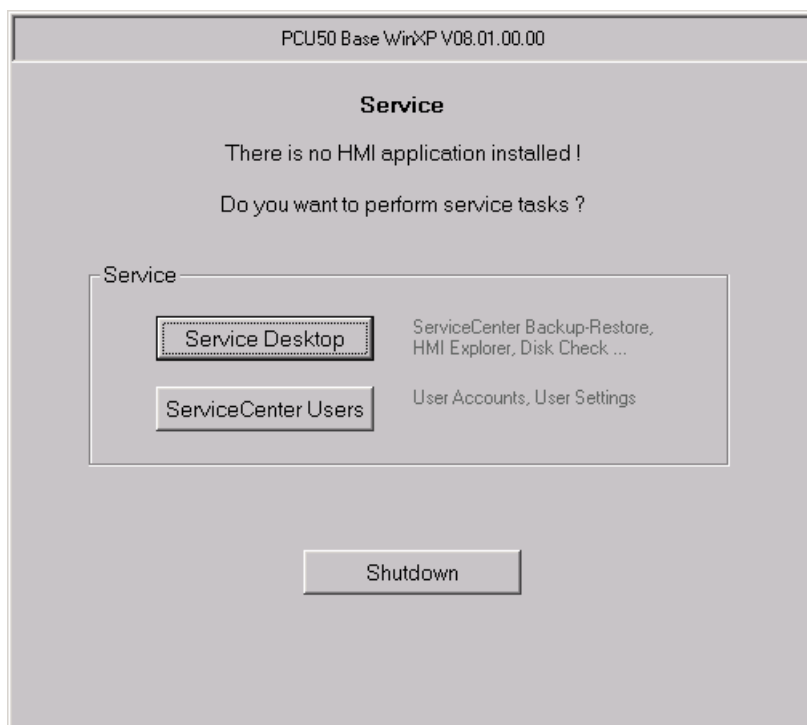 PCU50 Base WinXP V08.01.00.00
Service
There is no HMI application installed !
Do you want to perform service tasks ?
Service
Service Desktop
ServiceCenter Backup-Restore,
HMI Explorer, Disk Check ...
ServiceCenter Users
User Accounts, User Settings
Shutdown